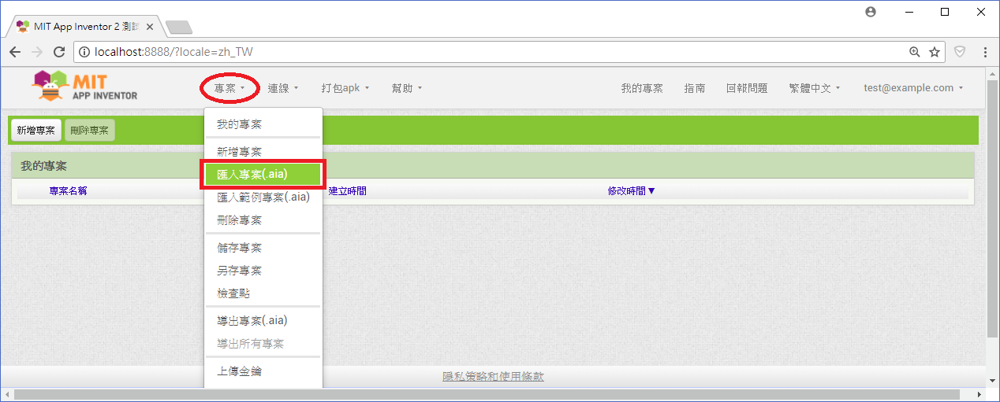 MIT App Inventor 2 測試
localhost:8888/?locale=zh_TW
MIT
APP INVENTOR
專案 連線 打包apk 幫助 我的專案 指南 回報問題 繁體中文 test@example.com
新增專案 刪除專案
我的專案
專案名稱 建立時間 修改時間▼
我的專案
新增專案
匯入專案(.aia)
匯入範例專案(.aia)
刪除專案
儲存專案
另存專案
檢查點
導出專案(.aia)
導出所有專案
上傳金鑰
隱私策略和使用條款